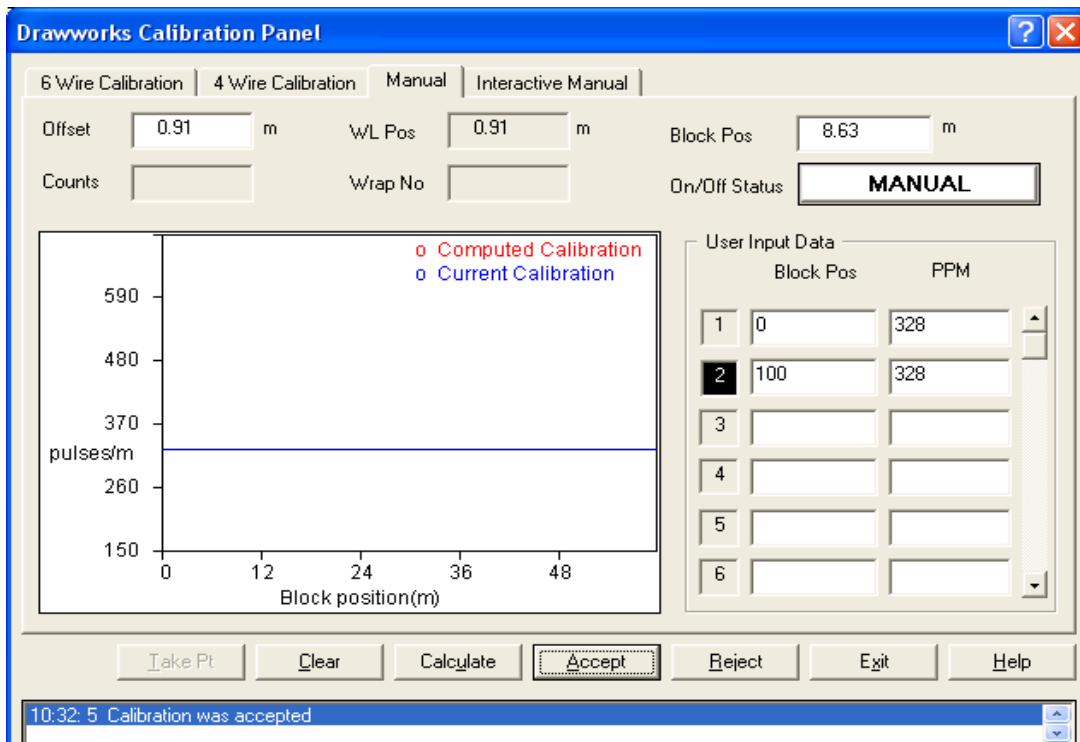 Drawworks Calibration Panel
6 Wire Calibration 4 Wire Calibration Manual Interactive Manual
Offset 0.91 m WL Pos 0.91 m Block Pos 8.63 m
Counts Wrap No On/Off Status MANUAL
o Computed Calibration
o Current Calibration
590
480
370
pulses/m
260
150
0 12 24 36 48
Block position(m)
User Input Data
Block Pos PPM
1 0 328
2 100 328
3
4
5
6
Take Pt Clear Calculate Accept Reject Exit Help
10:32: 5 Calibration was accepted